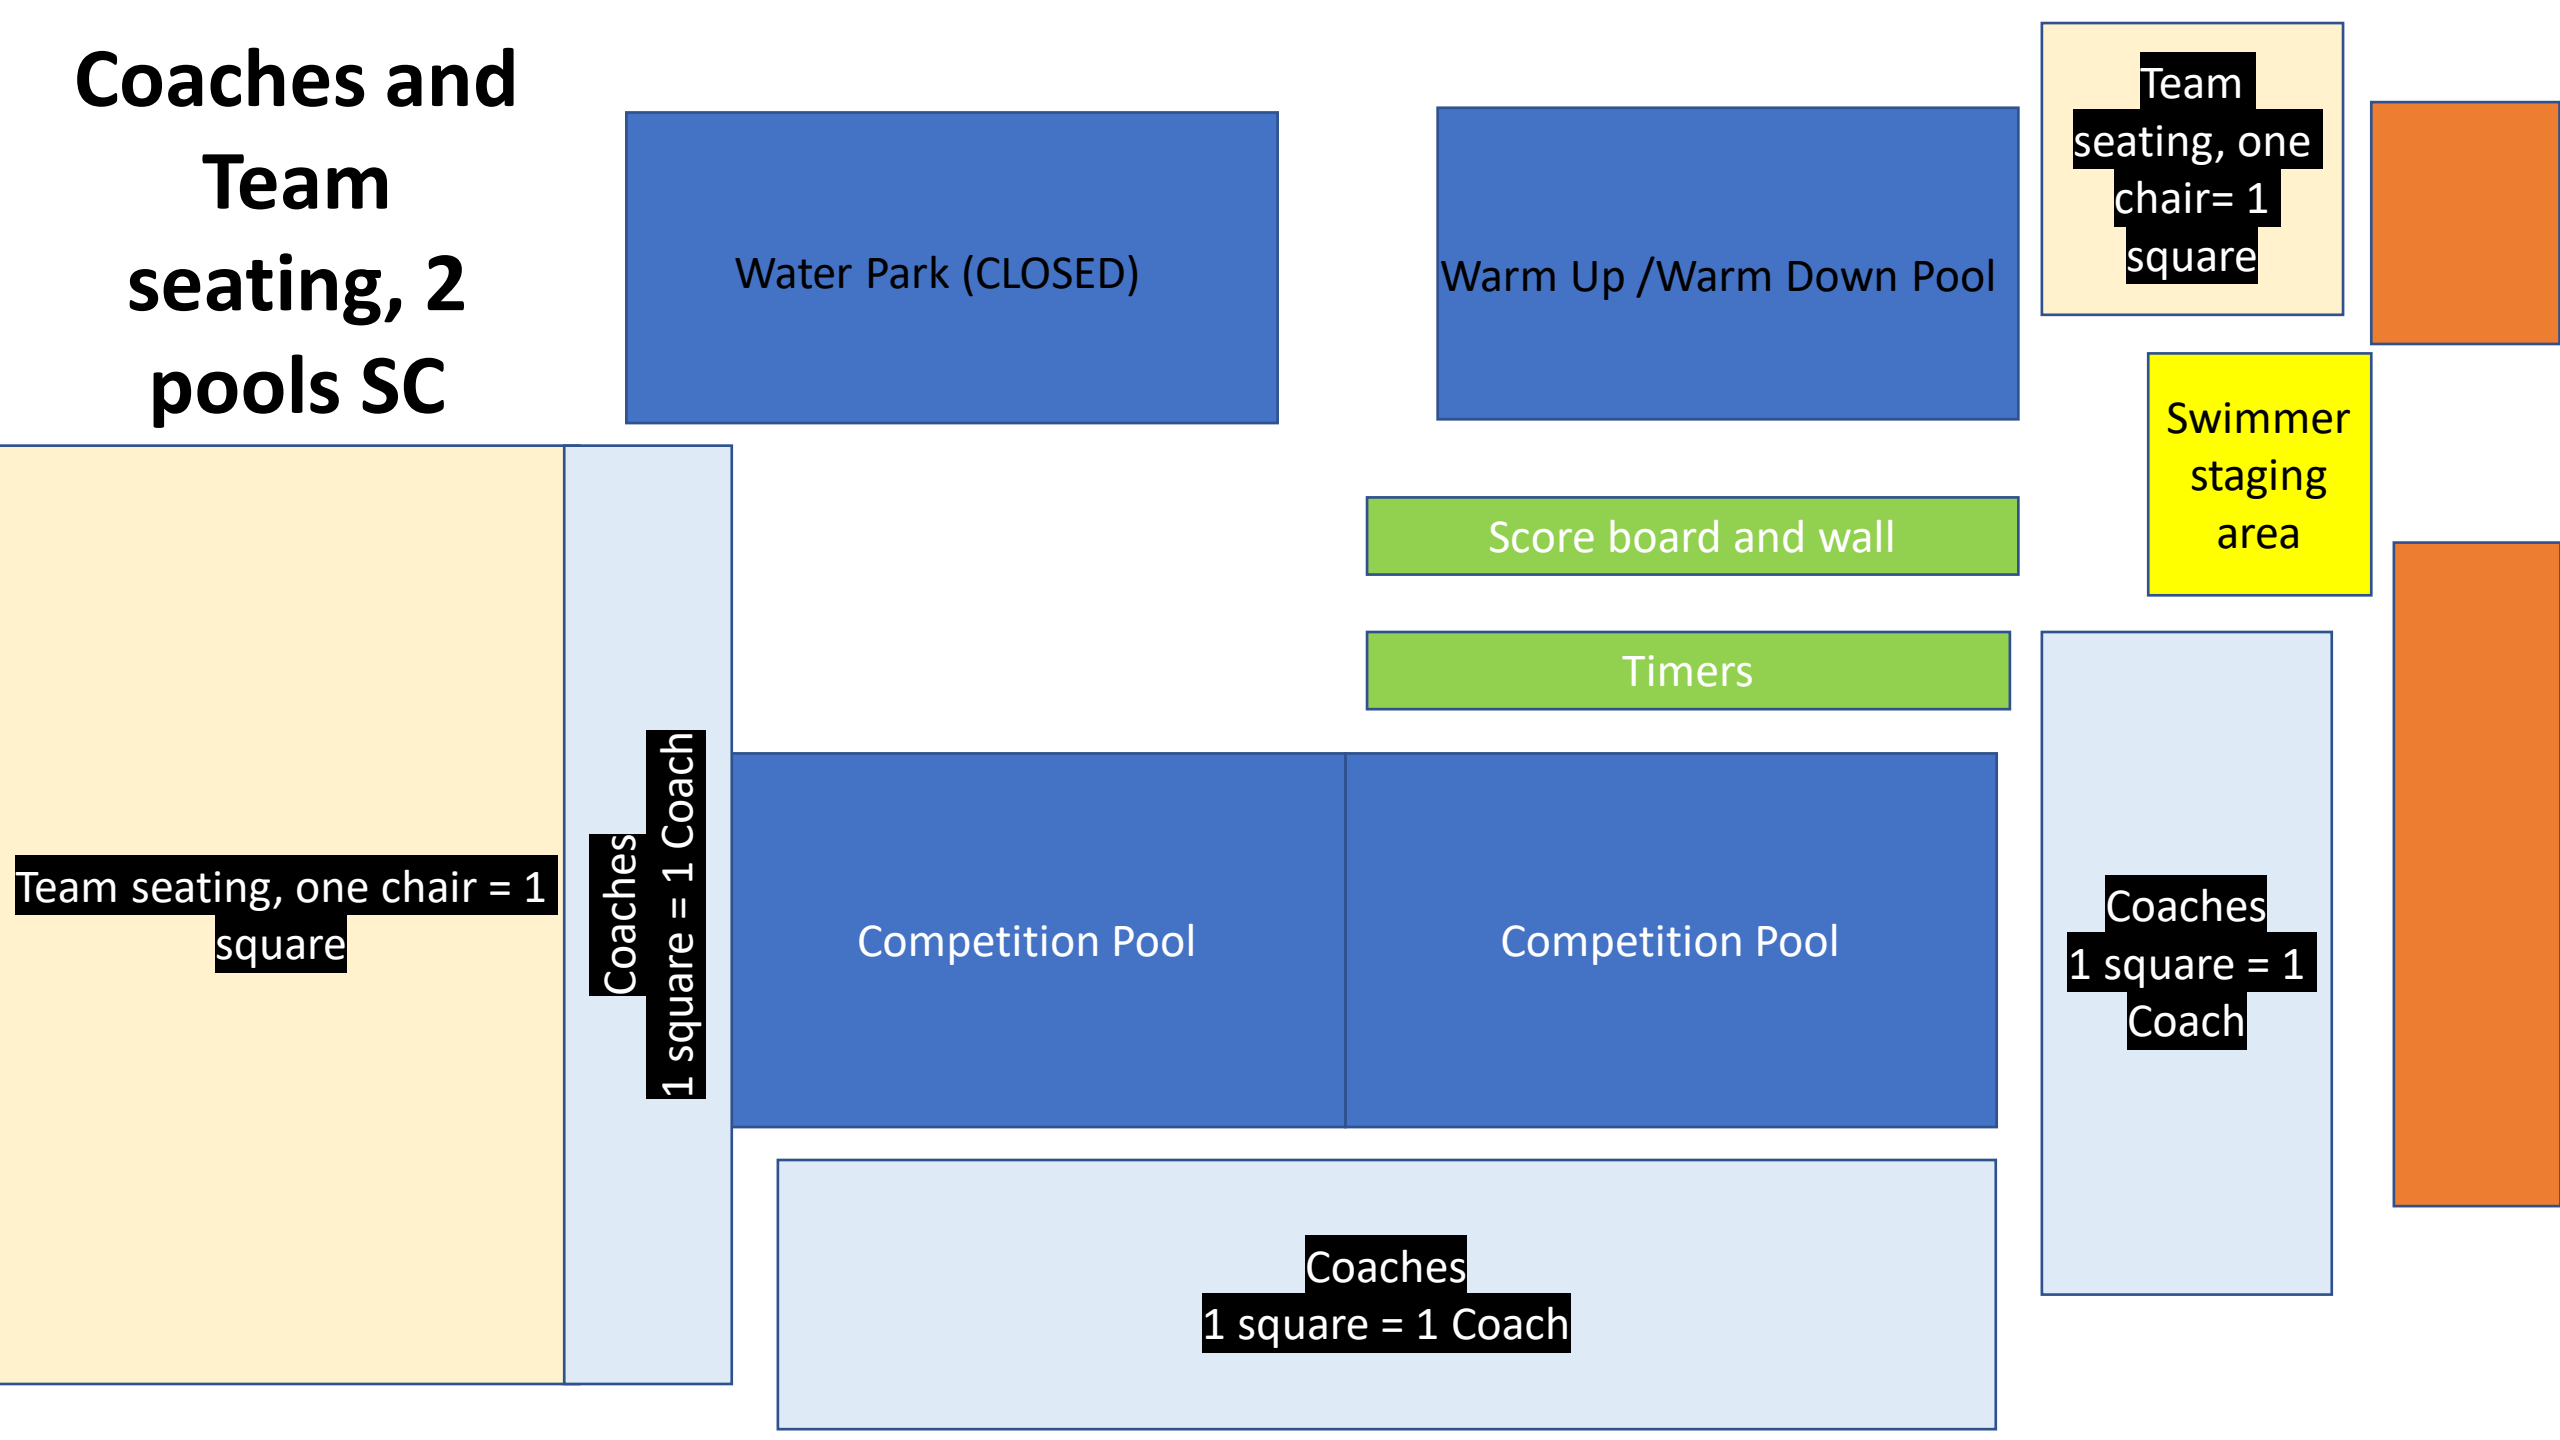 Coaches and
Team
seating, 2
pools SC
Water Park (CLOSED)
Warm Up /Warm Down Pool
Team
seating, one
chair= 1
square
Swimmer
staging
area
Score board and wall
Timers
Team seating, one chair = 1
square
Coaches
1 square = 1 Coach
Competition Pool
Competition Pool
Coaches
1 square = 1
Coach
Coaches
1 square = 1 Coach